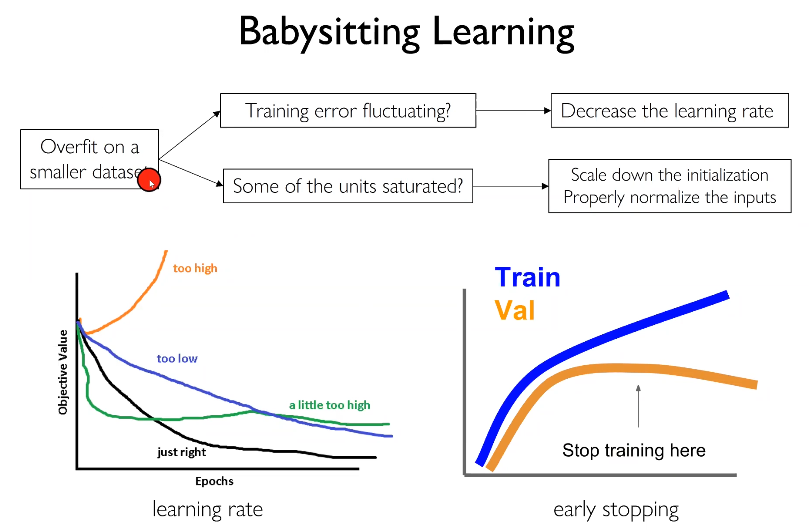 Babysitting Learning
Training error fluctuating?
Decrease the learning rate
Overfit on a
smaller dataset
Some of the units saturated?
Scale down the initialization
Properly normalize the inputs
too high
too low
a little too high
just right
Objective Value
Epochs
learning rate
Train
Val
Stop training here
early stopping